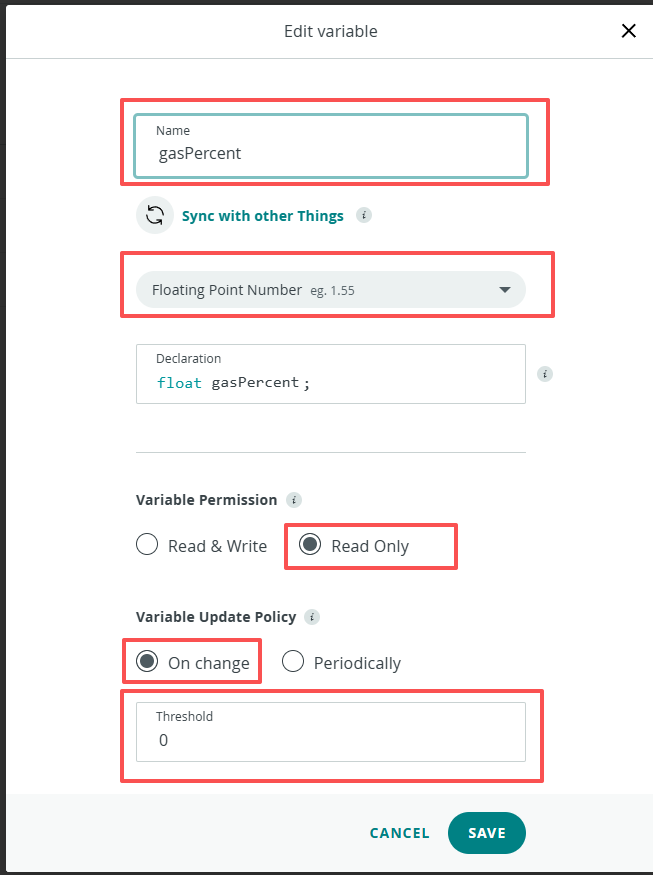 Edit variable
Name
gasPercent
Sync with other Things i
Floating Point Number eg. 1.55
Declaration
float gasPercent;
i
Variable Permission i
Read & Write
Read Only
Variable Update Policy i
On change
Periodically
Threshold
0
CANCEL
SAVE